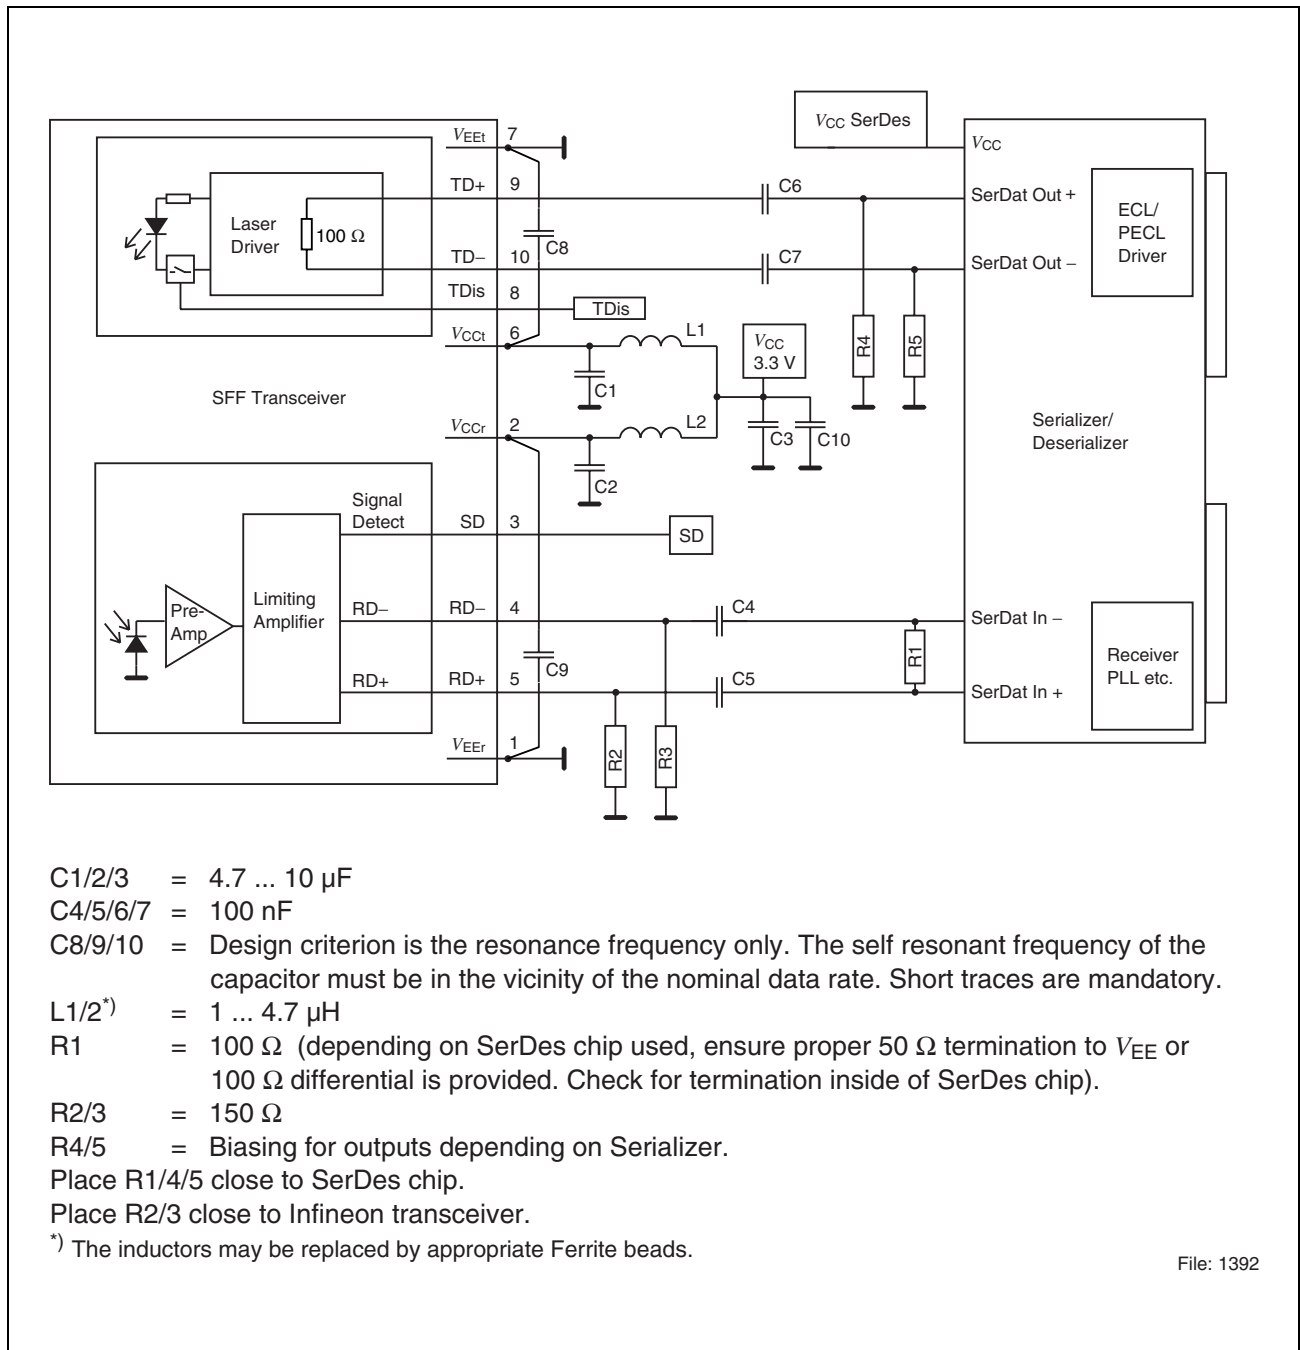 V_CC SerDes
V_EEt 7
V_CC
TD+ 9
C6
SerDat Out +
ECL/
PECL
Driver
Laser
Driver
100 Ω
C8
TD− 10
C7
SerDat Out −
TDis 8
TDis
V_CCt 6
L1
V_CC
3.3 V
R4
R5
C1
SFF Transceiver
V_CCr 2
L2
C3
C10
Serializer/
Deserializer
C2
Signal
Detect
SD 3
SD
Pre-
Amp
Limiting
Amplifier
RD−
RD− 4
C4
SerDat In −
R1
Receiver
PLL etc.
C9
RD+
RD+ 5
C5
SerDat In +
V_EEr 1
R2
R3
C1/2/3 = 4.7 ... 10 µF
C4/5/6/7 = 100 nF
C8/9/10 = Design criterion is the resonance frequency only. The self resonant frequency of the
capacitor must be in the vicinity of the nominal data rate. Short traces are mandatory.
L1/2*) = 1 ... 4.7 µH
R1 = 100 Ω (depending on SerDes chip used, ensure proper 50 Ω termination to V_EE or
100 Ω differential is provided. Check for termination inside of SerDes chip).
R2/3 = 150 Ω
R4/5 = Biasing for outputs depending on Serializer.
Place R1/4/5 close to SerDes chip.
Place R2/3 close to Infineon transceiver.
*) The inductors may be replaced by appropriate Ferrite beads.
File: 1392